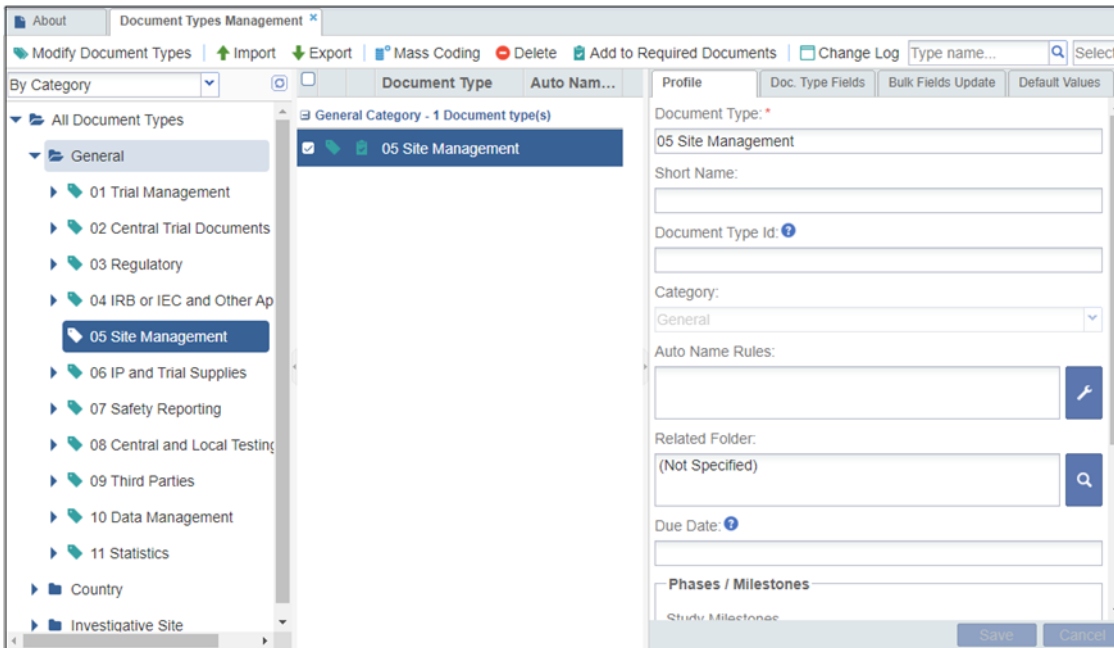 About
Document Types Management
Modify Document Types Import Export Mass Coding Delete Add to Required Documents Change Log Type name... Select
By Category
All Document Types
General
01 Trial Management
02 Central Trial Documents
03 Regulatory
04 IRB or IEC and Other Ap
05 Site Management
06 IP and Trial Supplies
07 Safety Reporting
08 Central and Local Testing
09 Third Parties
10 Data Management
11 Statistics
Country
Investigative Site
Document Type Auto Nam...
General Category - 1 Document type(s)
05 Site Management
Profile Doc. Type Fields Bulk Fields Update Default Values
Document Type: *
05 Site Management
Short Name:
Document Type Id: ?
Category:
General
Auto Name Rules:
Related Folder:
(Not Specified)
Due Date: ?
Phases / Milestones
Study Milestones
Save Cancel